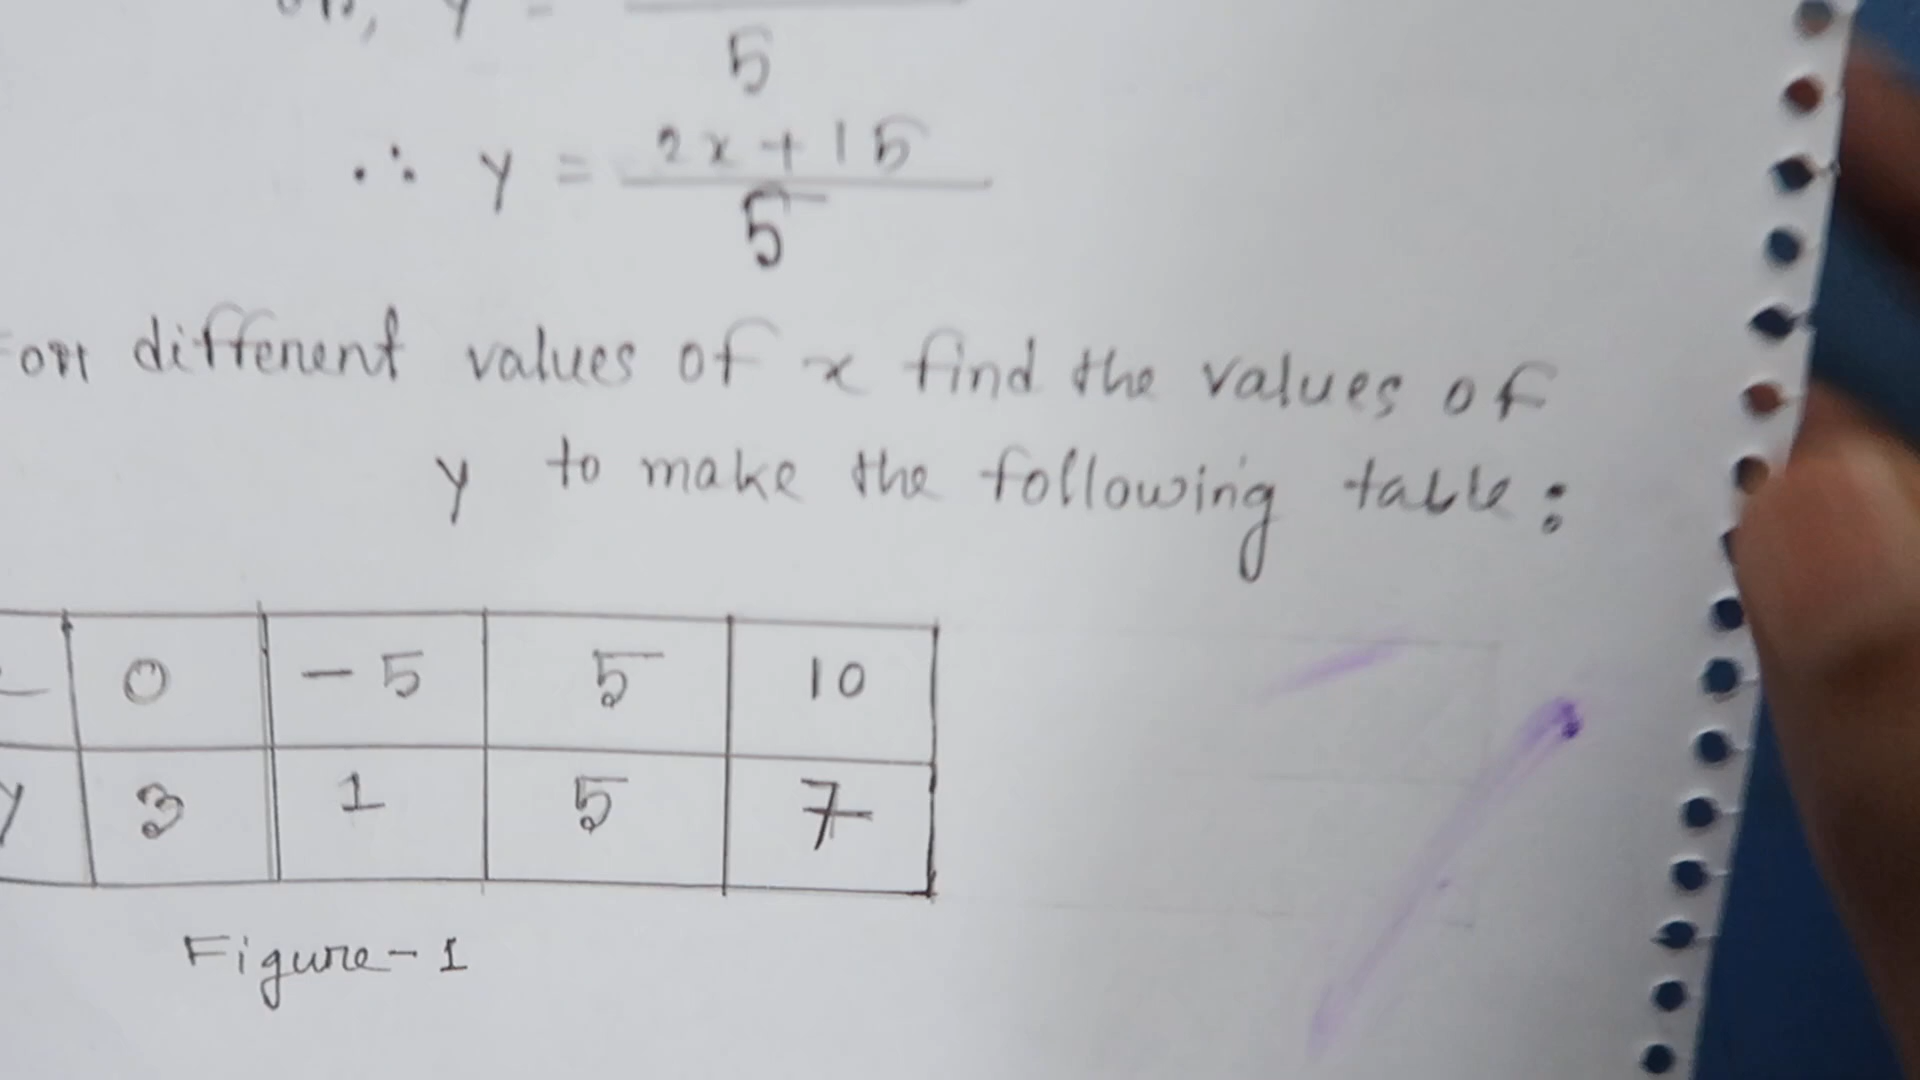 y =
5
∴ y = 2x+15
5
For different values of x find the values of
y to make the following table:
0 -5 5 10
y 3 1 5 7
Figure-1